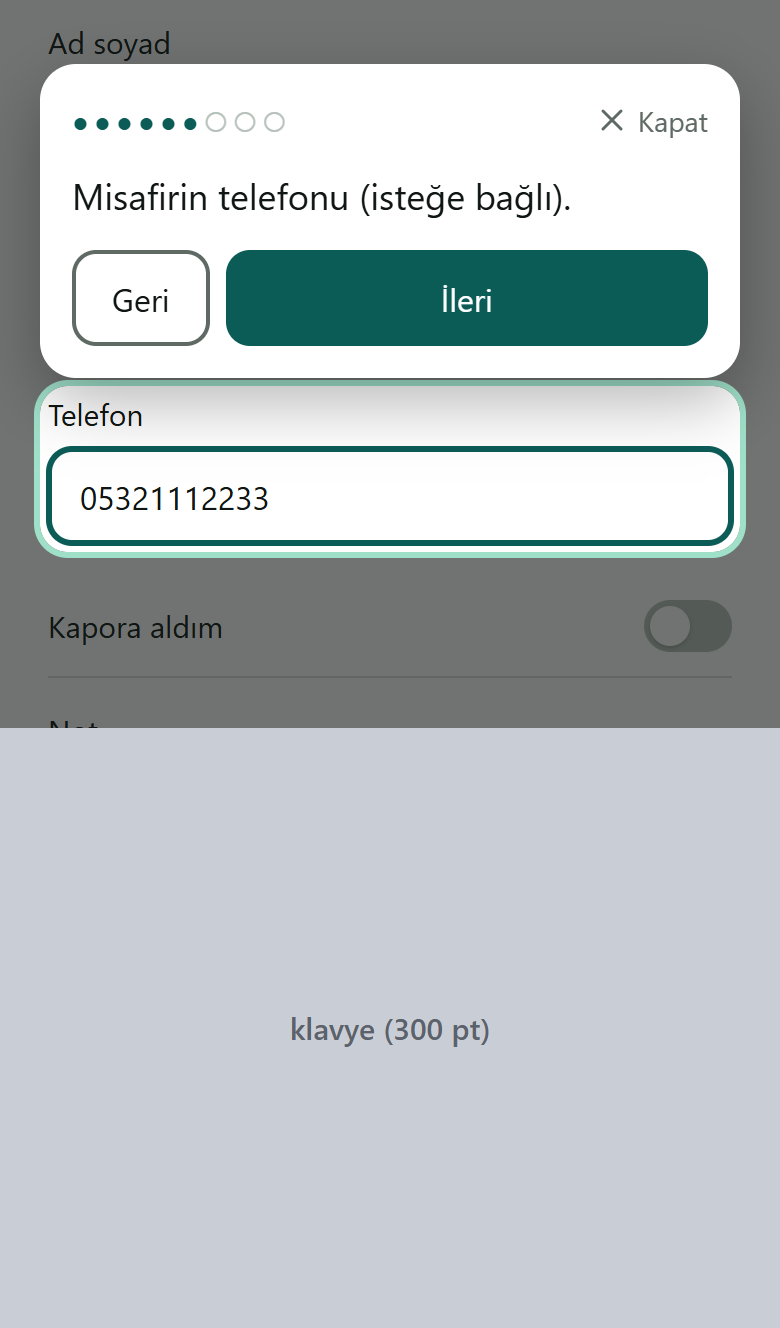 Ad soyad
Kapat
Misafirin telefonu (isteğe bağlı).
Geri
İleri
Telefon
05321112233
Kapora aldım
klavye (300 pt)